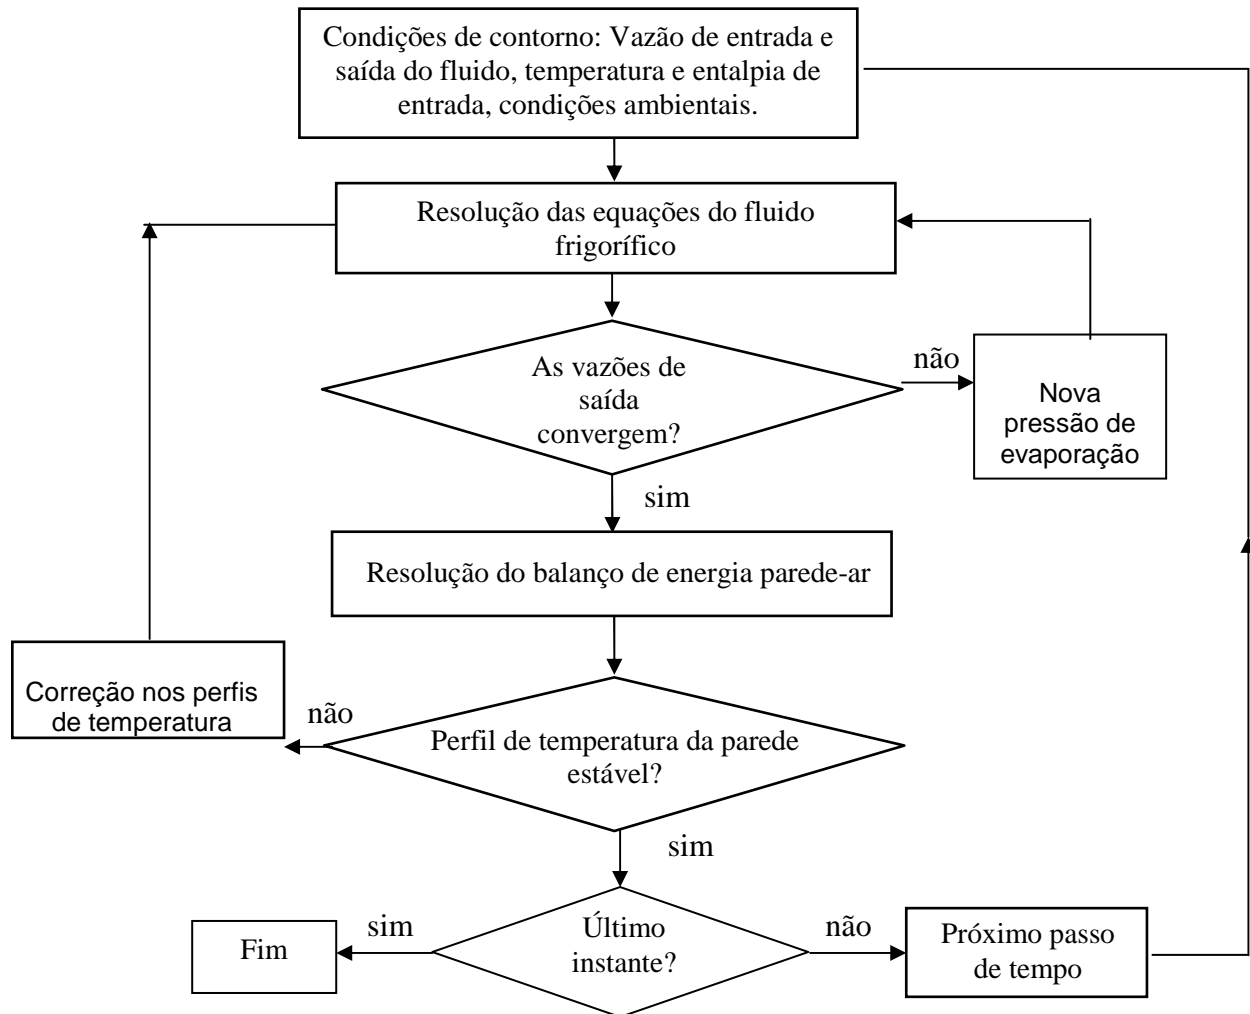 Condições de contorno: Vazão de entrada e
saída do fluido, temperatura e entalpia de
entrada, condições ambientais.
Resolução das equações do fluido
frigorífico
As vazões de
saída
convergem?
não
Nova
pressão de
evaporação
sim
Resolução do balanço de energia parede-ar
Correção nos perfis
de temperatura
não
Perfil de temperatura da parede
estável?
sim
Último
instante?
sim
Fim
não
Próximo passo
de tempo